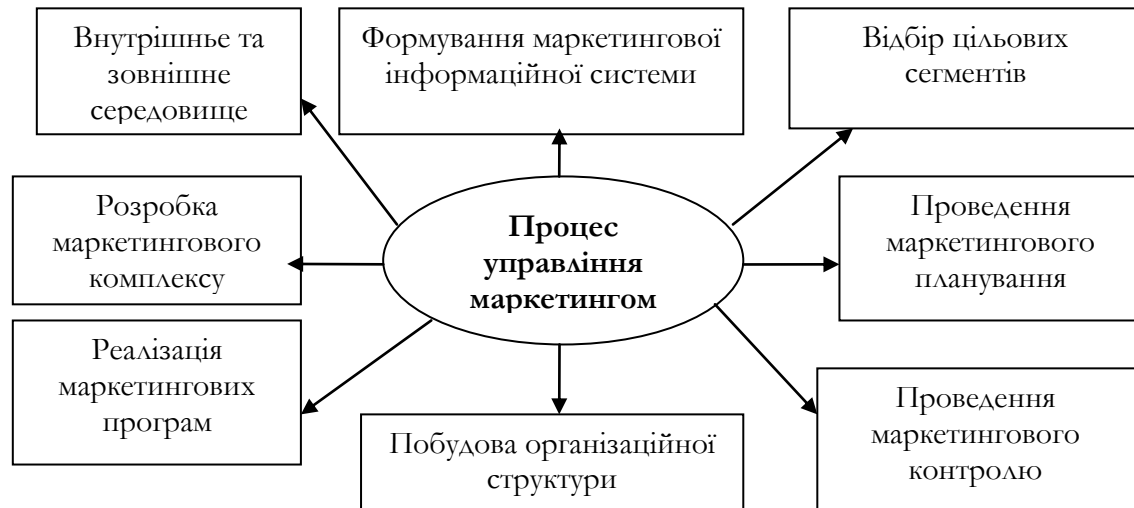 Внутрішньє та
зовнішнє
середовище
Формування маркетингової
інформаційної системи
Відбір цільових
сегментів
Розробка
маркетингового
комплексу
Процес
управління
маркетингом
Проведення
маркетингового
планування
Реалізація
маркетингових
програм
Побудова організаційної
структури
Проведення
маркетингового
контролю